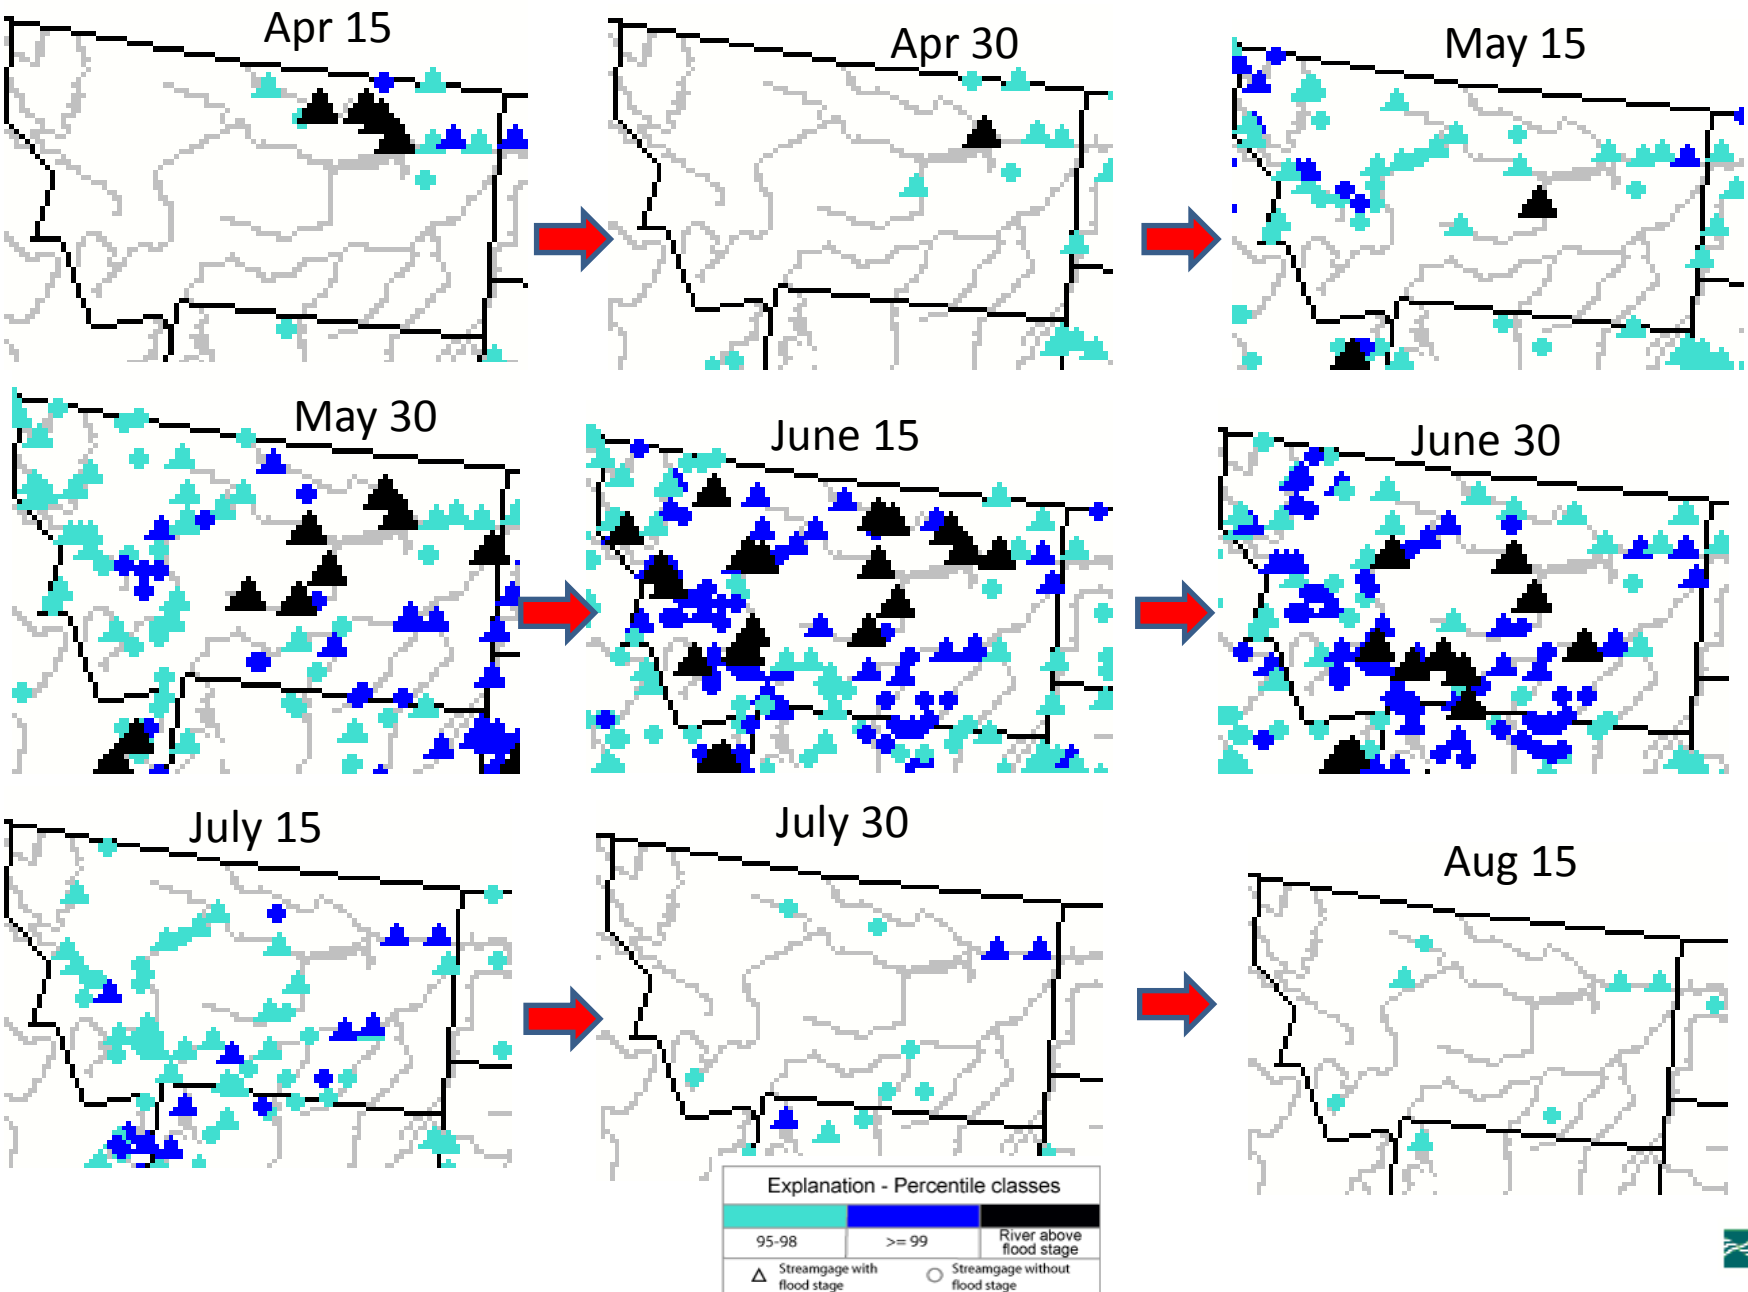 Apr 15
Apr 30
May 15
May 30
June 15
June 30
July 15
July 30
Aug 15
Explanation - Percentile classes
95-98
>= 99
River above
flood stage
Streamgage with
flood stage
Streamgage without
flood stage